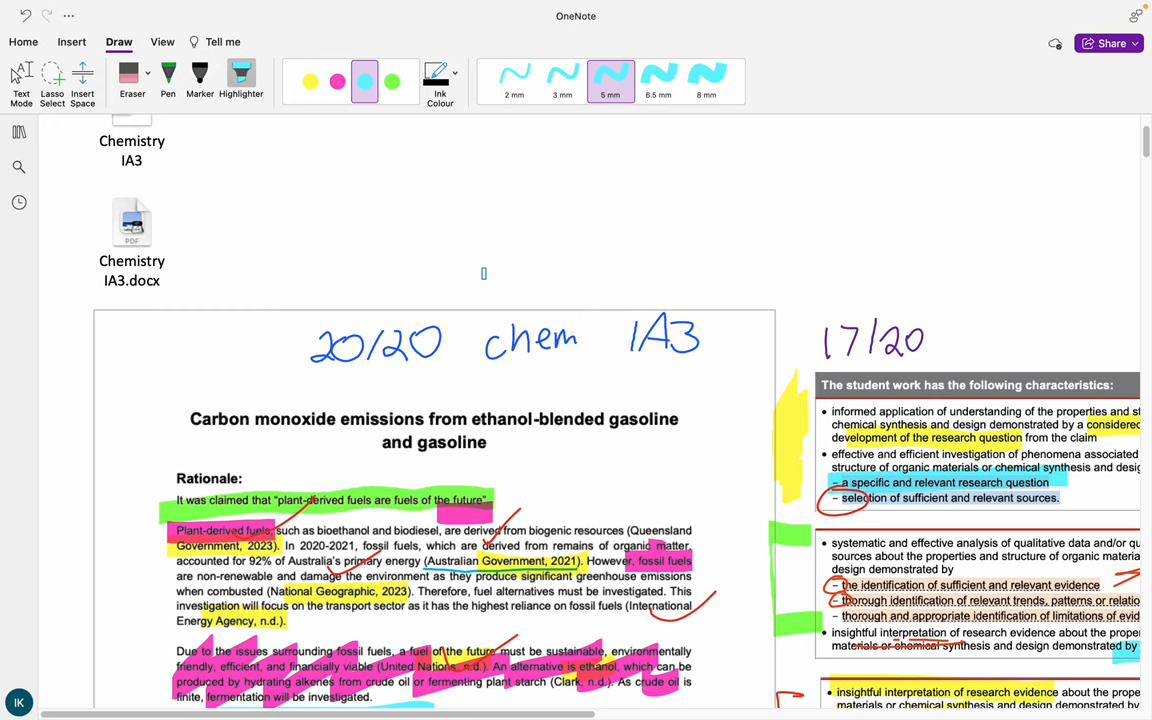 OneNote
Home Insert Draw View Tell me
Share
Text Mode
Lasso Select
Insert Space
Eraser
Pen
Marker
Highlighter
Ink Colour
2 mm
3 mm
5 mm
6.5 mm
8 mm
Chemistry
IA3
PDF
Chemistry
IA3.docx
20/20 chem IA3
Carbon monoxide emissions from ethanol-blended gasoline
and gasoline
Rationale:
It was claimed that "plant-derived fuels are fuels of the future"
Plant-derived fuels, such as bioethanol and biodiesel, are derived from biogenic resources (Queensland
Government, 2023). In 2020-2021, fossil fuels, which are derived from remains of organic matter,
accounted for 92% of Australia's primary energy (Australian Government, 2021). However, fossil fuels
are non-renewable and damage the environment as they produce significant greenhouse emissions
when combusted (National Geographic, 2023). Therefore, fuel alternatives must be investigated. This
investigation will focus on the transport sector as it has the highest reliance on fossil fuels (International
Energy Agency, n.d.).
Due to the issues surrounding fossil fuels, a fuel of the future must be sustainable, environmentally
friendly, efficient, and financially viable (United Nations, n.d.). An alternative is ethanol, which can be
produced by hydrating alkenes from crude oil or fermenting plant starch (Clark, n.d.). As crude oil is
finite, fermentation will be investigated.
17/20
The student work has the following characteristics:
• informed application of understanding of the properties and st
chemical synthesis and design demonstrated by a considered
development of the research question from the claim
• effective and efficient investigation of phenomena associated
structure of organic materials or chemical synthesis and desig
– a specific and relevant research question
– selection of sufficient and relevant sources.
• systematic and effective analysis of qualitative data and/or qu
sources about the properties and structure of organic materia
design demonstrated by
– the identification of sufficient and relevant evidence
– thorough identification of relevant trends, patterns or relatio
– thorough and appropriate identification of limitations of evid
• insightful interpretation of research evidence about the proper
materials or chemical synthesis and design demonstrated by
• insightful interpretation of research evidence about the prope
materials or chemical synthesis and design demonstrated by
IK